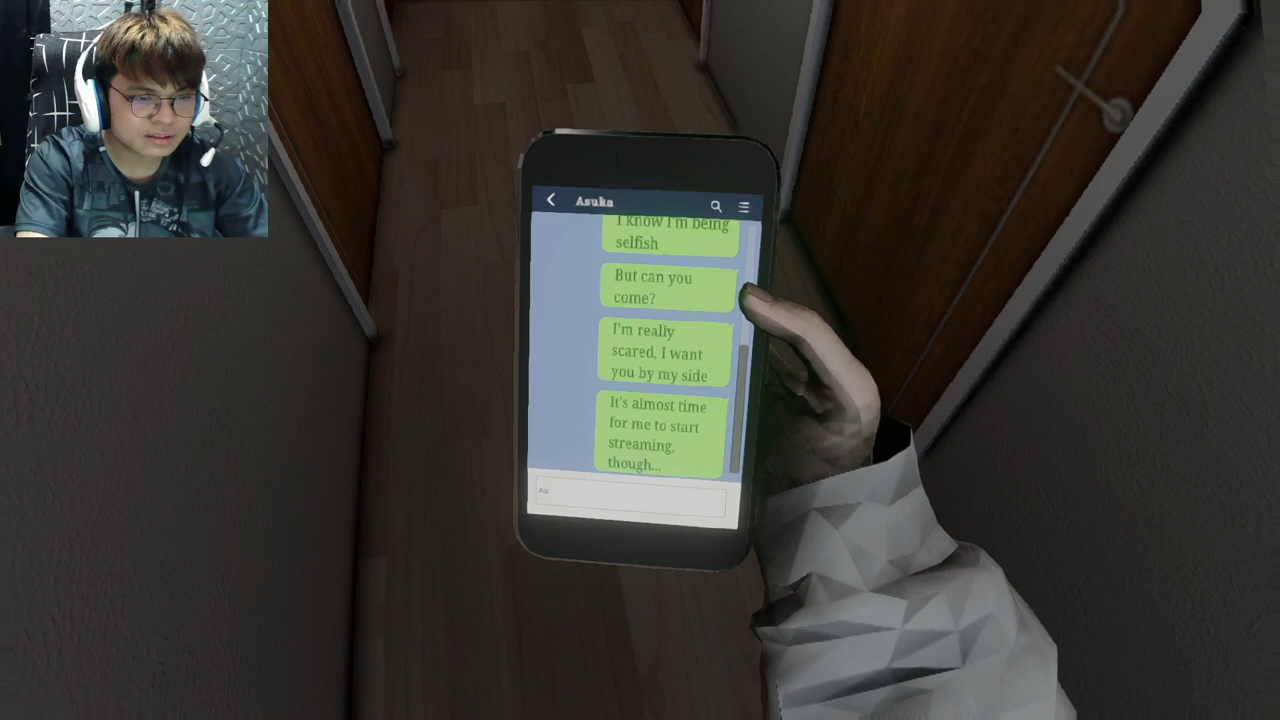 Asuka
I know I'm being
selfish
But can you
come?
I'm really
scared, I want
you by my side
It's almost time
for me to start
streaming,
though...
Aa